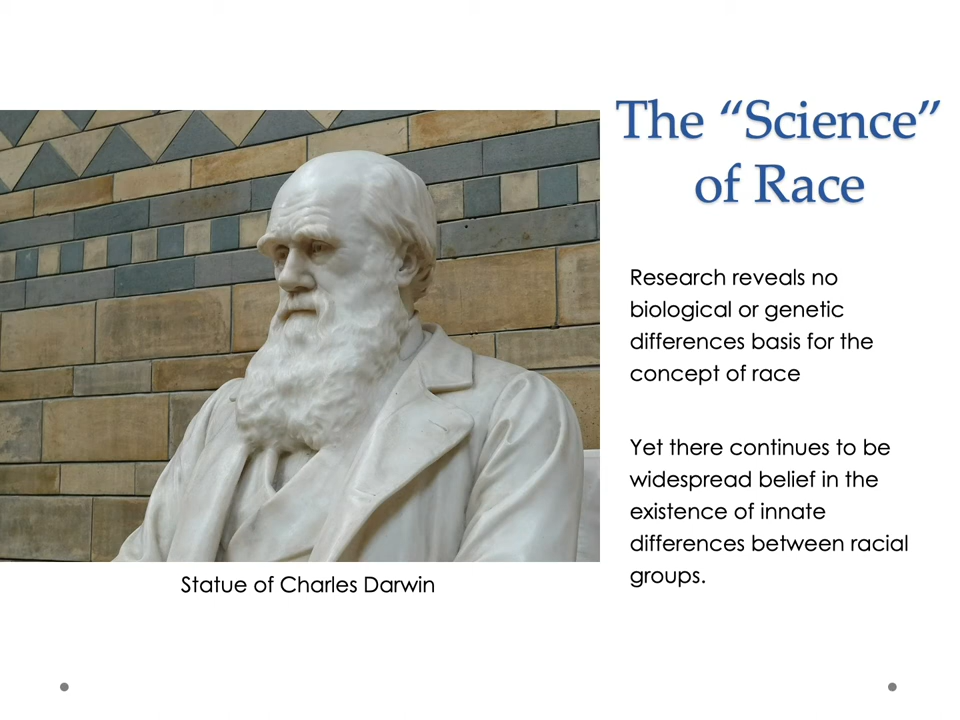 The “Science”
of Race
Research reveals no
biological or genetic
differences basis for the
concept of race
Yet there continues to be
widespread belief in the
existence of innate
differences between racial
groups.
Statue of Charles Darwin